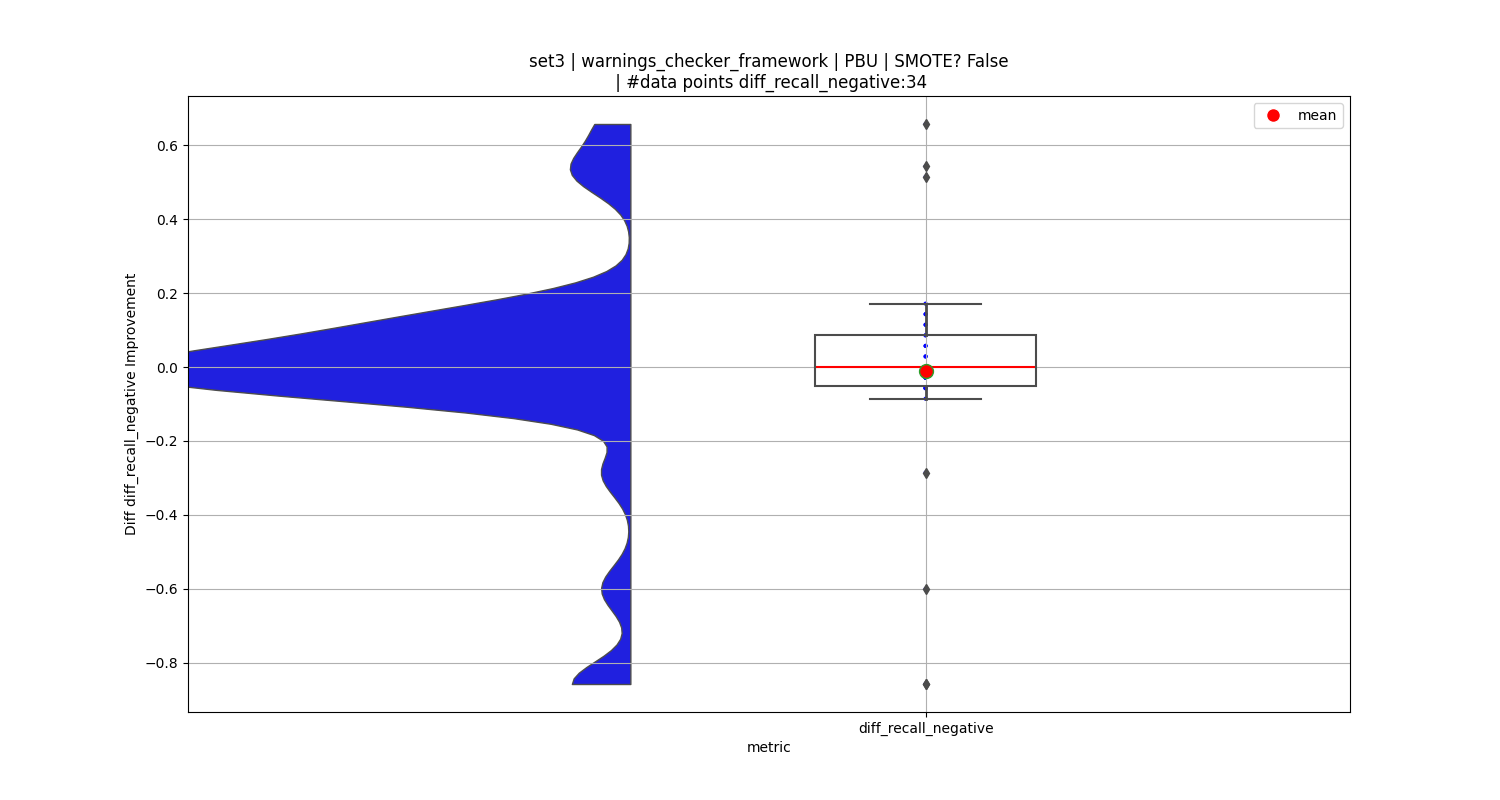 set3 | warnings_checker_framework | PBU | SMOTE? False
| #data points diff_recall_negative:34
mean
0.6
0.4
0.2
0.0
−0.2
−0.4
−0.6
−0.8
Diff diff_recall_negative Improvement
diff_recall_negative
metric